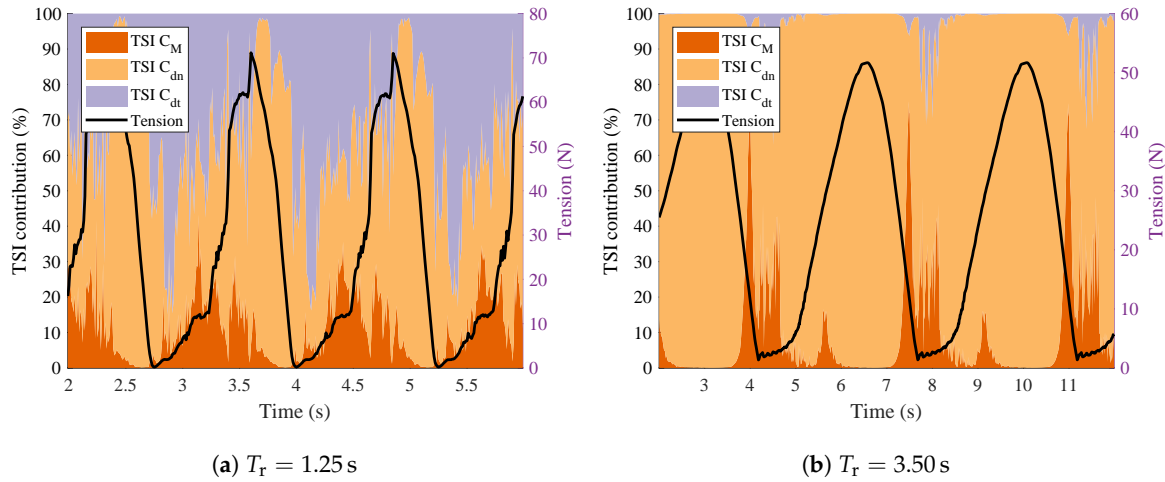 100
90
80
70
60
50
40
30
20
10
0
TSI contribution (%)
TSI C_M
TSI C_dn
TSI C_dt
Tension
80
70
60
50
40
30
20
10
0
Tension (N)
2 2.5 3 3.5 4 4.5 5 5.5
Time (s)
(a) T_r = 1.25 s
100
90
80
70
60
50
40
30
20
10
0
TSI contribution (%)
TSI C_M
TSI C_dn
TSI C_dt
Tension
60
50
40
30
20
10
0
Tension (N)
3 4 5 6 7 8 9 10 11
Time (s)
(b) T_r = 3.50 s